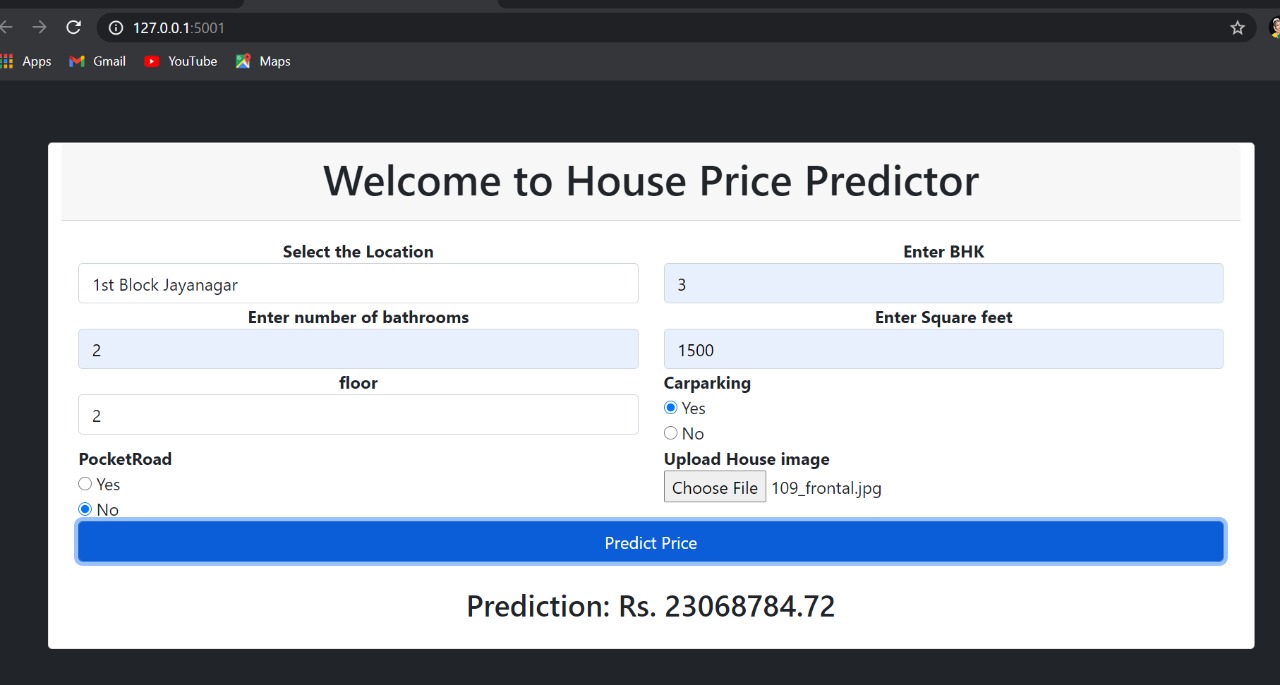 127.0.0.1:5001
Apps Gmail YouTube Maps
Welcome to House Price Predictor
Select the Location Enter BHK
1st Block Jayanagar 3
Enter number of bathrooms Enter Square feet
2 1500
floor Carparking
2 Yes
No
PocketRoad Upload House image
Yes Choose File 109_frontal.jpg
No
Predict Price
Prediction: Rs. 23068784.72